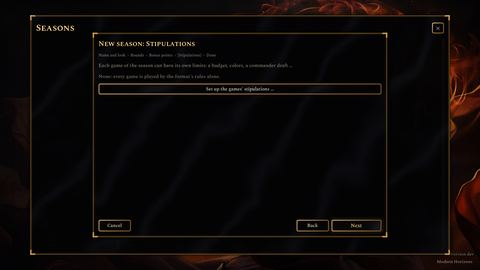 Seasons
×
New season: Stipulations
Name and look · Rounds · Bonus points · [Stipulations] · Done
Each game of the season can have its own limits: a budget, colors, a commander draft ...
None: every game is played by the format's rules alone.
Set up the games' stipulations ...
Cancel
Back
Next
Modern Horizons